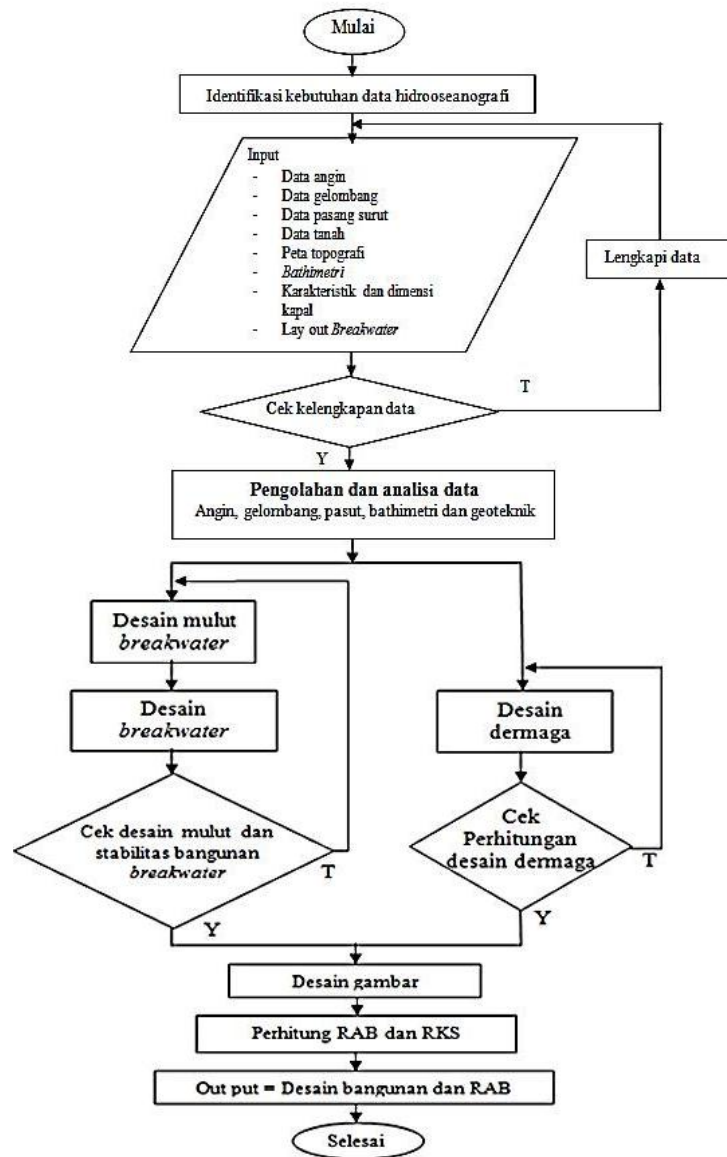 Mulai
Identifikasi kebutuhan data hidrooseanografi
Input
- Data angin
- Data gelombang
- Data pasang surut
- Data tanah
- Peta topografi
- Bathimetri
- Karakteristik dan dimensi
kapal
- Lay out Breakwater
Lengkapi data
Cek kelengkapan data
T
Y
Pengolahan dan analisa data
Angin, gelombang, pasut, bathimetri dan geoteknik
Desain mulut
breakwater
Desain
breakwater
Cek desain mulut dan
stabilitas bangunan
breakwater
T
Y
Desain
dermaga
Cek
Perhitungan
desain dermaga
T
Y
Desain gambar
Perhitung RAB dan RKS
Out put = Desain bangunan dan RAB
Selesai